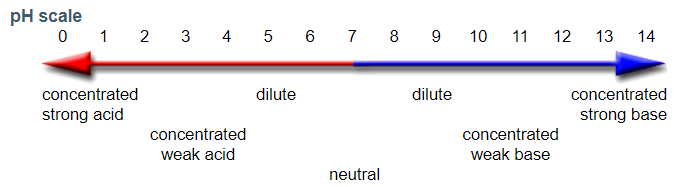 pH scale
0 1 2 3 4 5 6 7 8 9 10 11 12 13 14
concentrated dilute dilute concentrated
strong acid strong base
concentrated concentrated
weak acid weak base
neutral